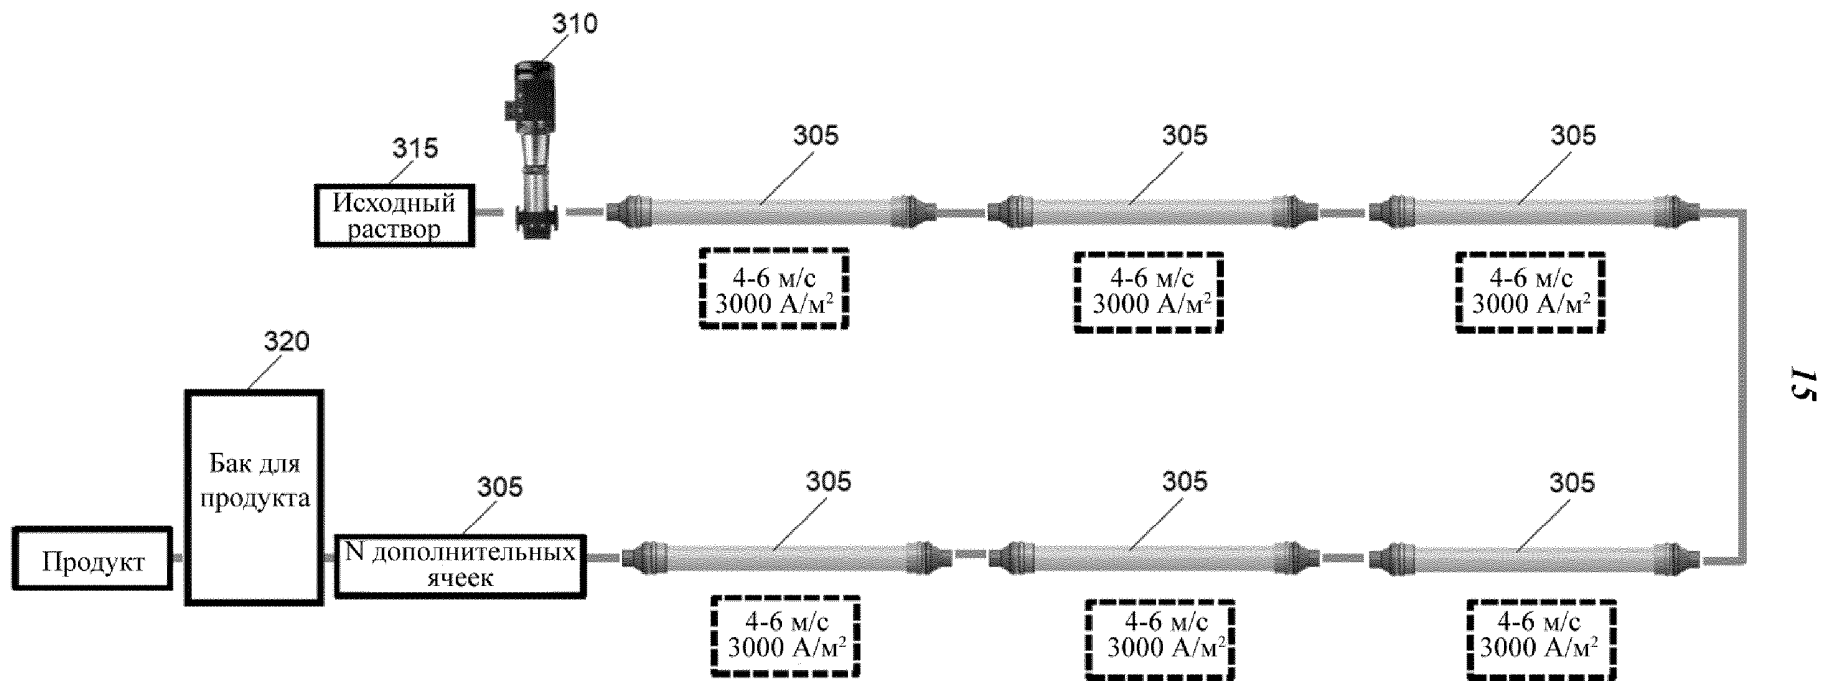 310
315
305
305
305
Исходный
раствор
4-6 м/с
3000 А/м²
4-6 м/с
3000 А/м²
4-6 м/с
3000 А/м²
15
320
Бак для
продукта
305
305
305
305
Продукт
N дополнительных
ячеек
4-6 м/с
3000 А/м²
4-6 м/с
3000 А/м²
4-6 м/с
3000 А/м²